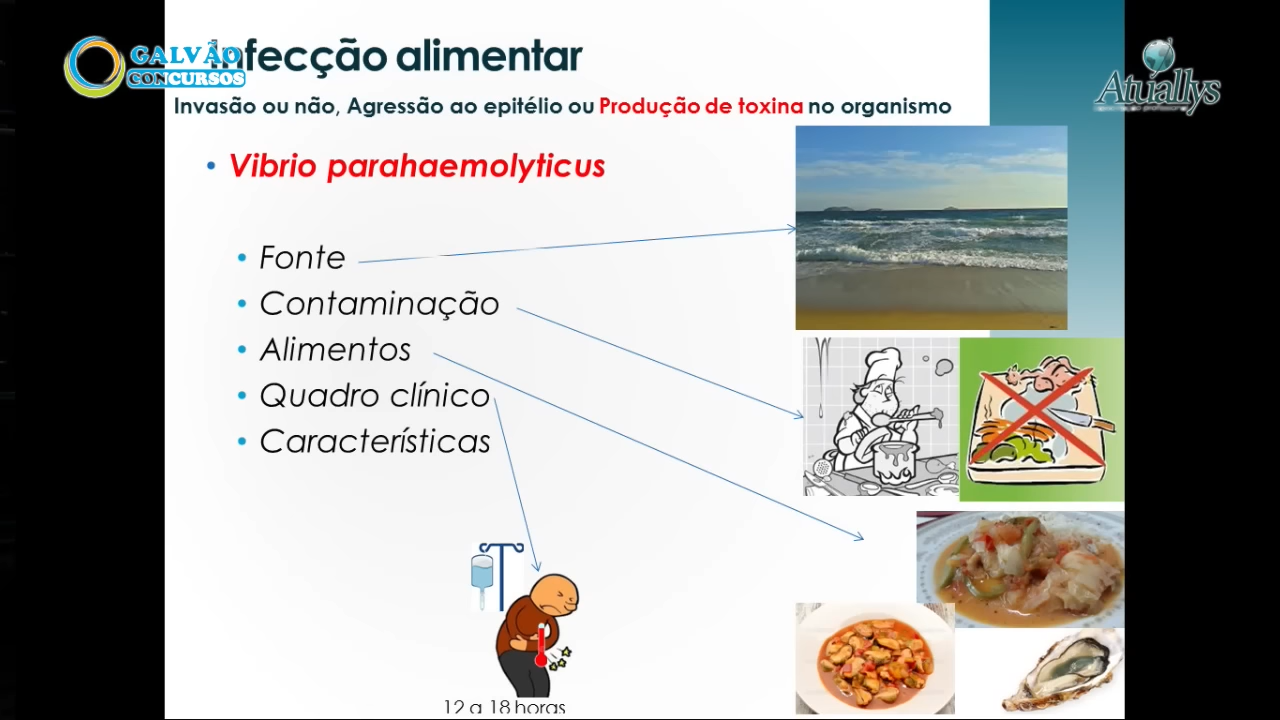 Infecção alimentar
GALVÃO
CONCURSOS
Atuallys
Invasão ou não, Agressão ao epitélio ou Produção de toxina no organismo
• Vibrio parahaemolyticus
• Fonte
• Contaminação
• Alimentos
• Quadro clínico
• Características
12 a 18 horas